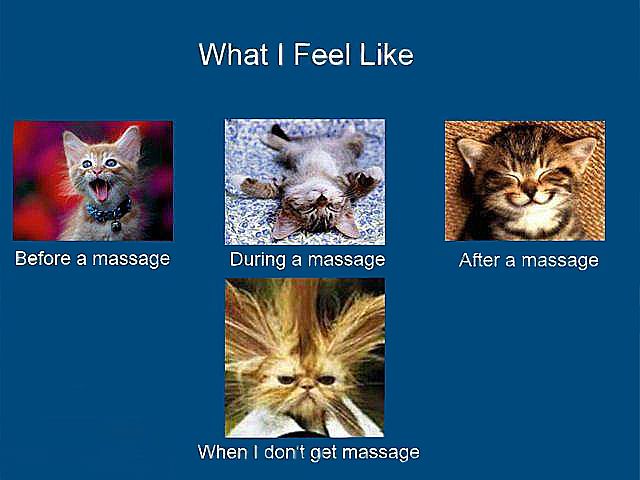 What I Feel Like
Before a massage
During a massage
After a massage
When I don't get massage